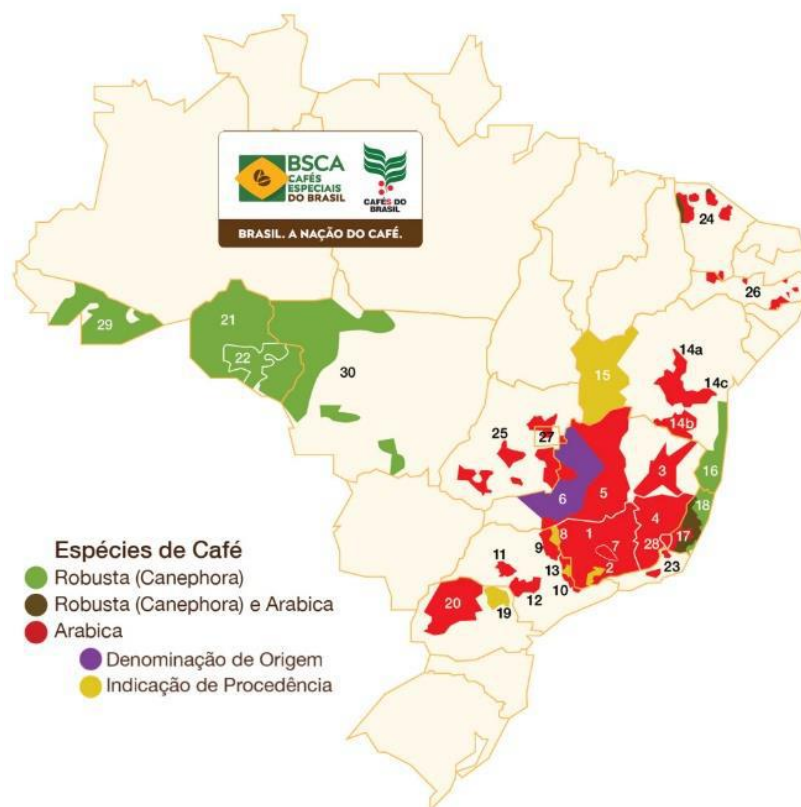 BSCA
CAFÉS
ESPECIAIS
DO BRASIL
CAFÉS DO
BRASIL
BRASIL. A NAÇÃO DO CAFÉ.
24
26
29
21
22
30
15
14a
14c
14b
25
27
3
16
6
5
18
4
17
8
1
7
28
9
11
13
2
23
10
12
20
19
Espécies de Café
Robusta (Canephora)
Robusta (Canephora) e Arabica
Arabica
Denominação de Origem
Indicação de Procedência